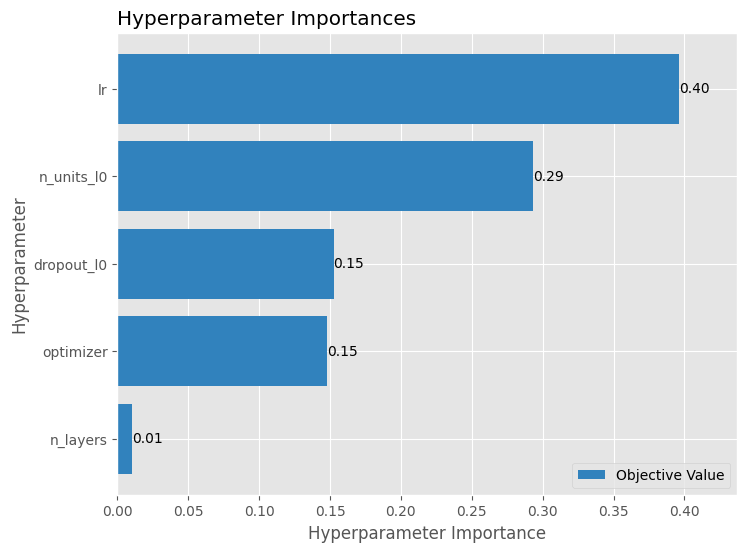 Hyperparameter Importances
lr
0.40
n_units_l0
0.29
dropout_l0
0.15
optimizer
0.15
n_layers
0.01
Hyperparameter
Objective Value
0.00 0.05 0.10 0.15 0.20 0.25 0.30 0.35 0.40
Hyperparameter Importance